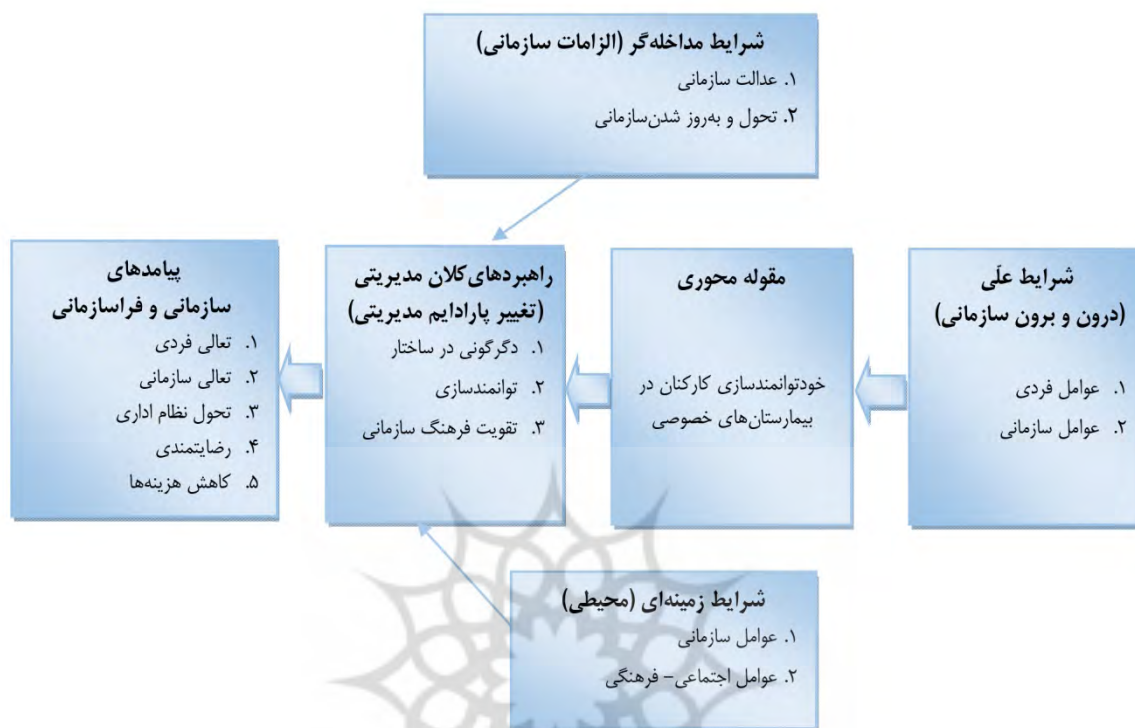 شرایط مداخله‌گر (الزامات سازمانی)
۱. عدالت سازمانی
۲. تحول و به‌روز شدن‌سازمانی
شرایط علّی
(درون و برون سازمانی)
۱. عوامل فردی
۲. عوامل سازمانی
مقوله محوری
خودتوانمندسازی کارکنان در
بیمارستان‌های خصوصی
راهبردهای کلان مدیریتی
(تغییر پارادایم مدیریتی)
۱. دگرگونی در ساختار
۲. توانمندسازی
۳. تقویت فرهنگ سازمانی
پیامدهای
سازمانی و فراسازمانی
۱. تعالی فردی
۲. تعالی سازمانی
۳. تحول نظام اداری
۴. رضایتمندی
۵. کاهش هزینه‌ها
شرایط زمینه‌ای (محیطی)
۱. عوامل سازمانی
۲. عوامل اجتماعی– فرهنگی